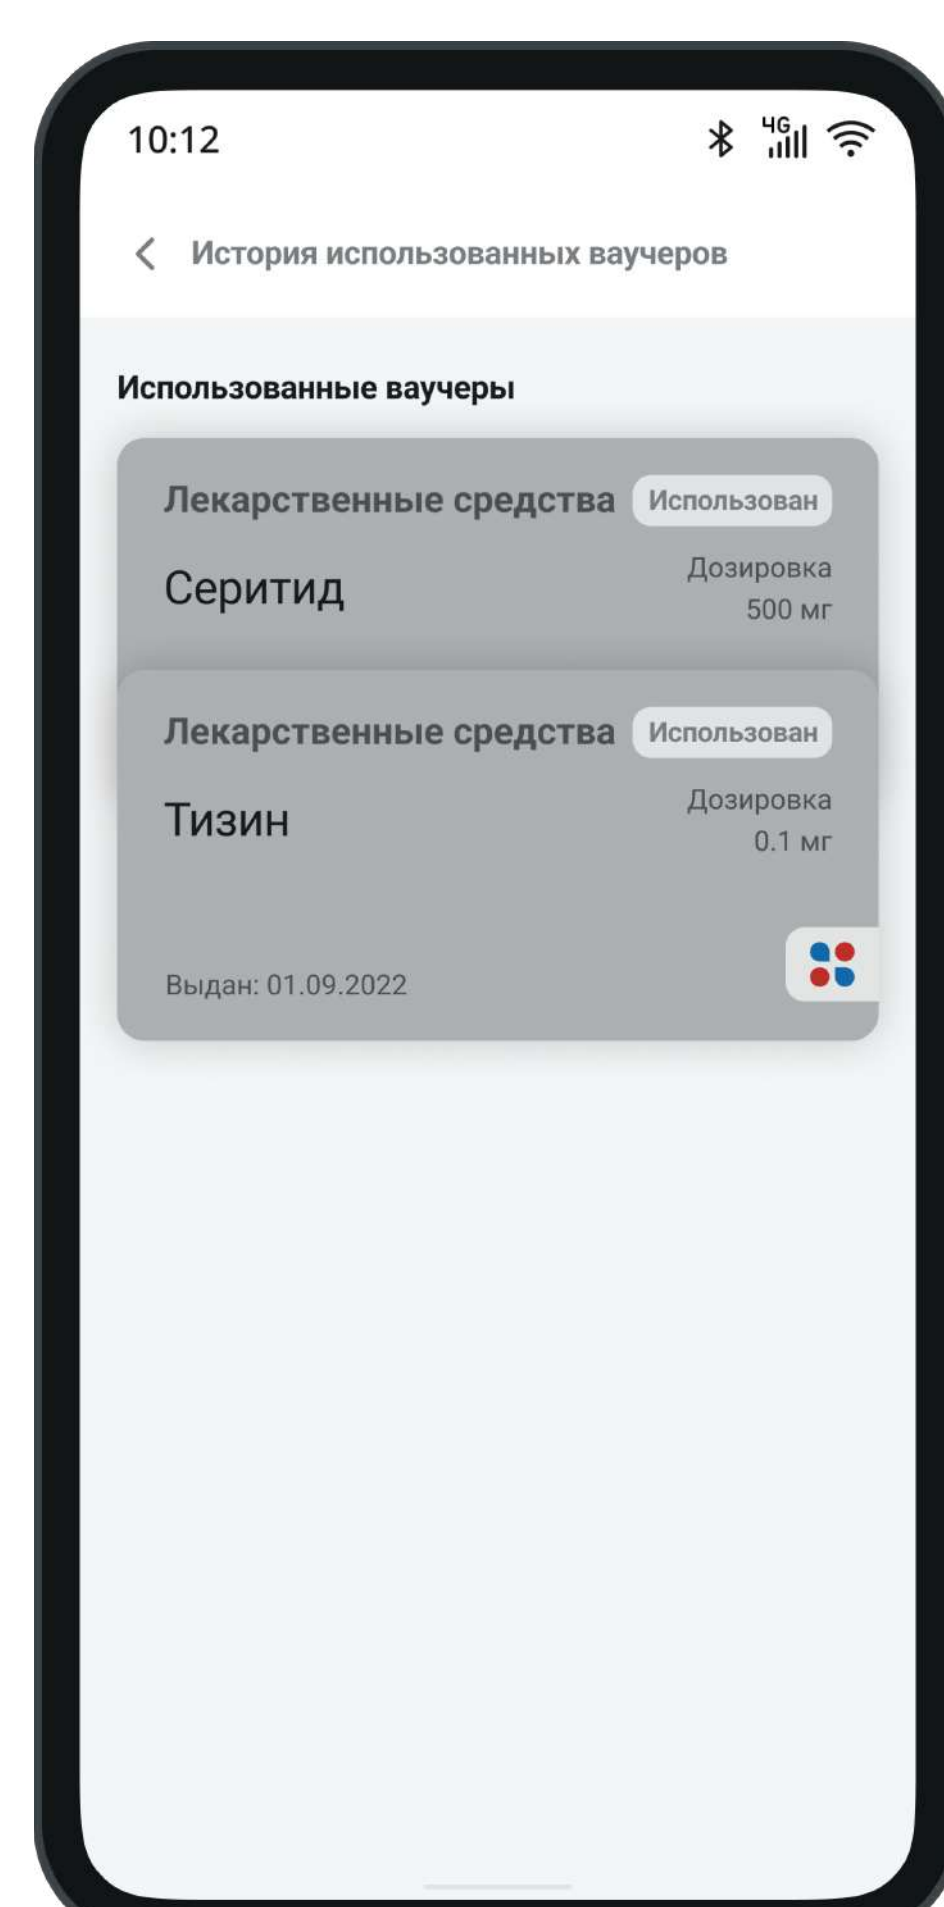 10:12
4G
История использованных ваучеров
Использованные ваучеры
Лекарственные средства Использован
Серитид
Дозировка
500 мг
Лекарственные средства Использован
Тизин
Дозировка
0.1 мг
Выдан: 01.09.2022